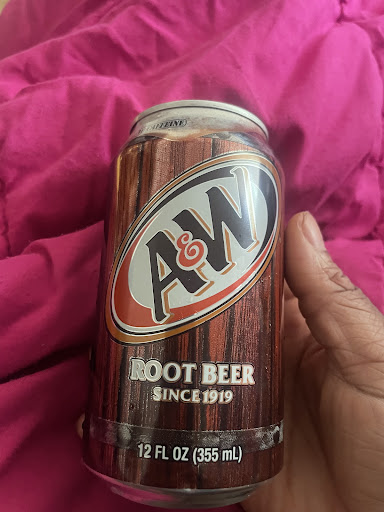 A&W
ROOT BEER
SINCE 1919
12 FL OZ (355 mL)